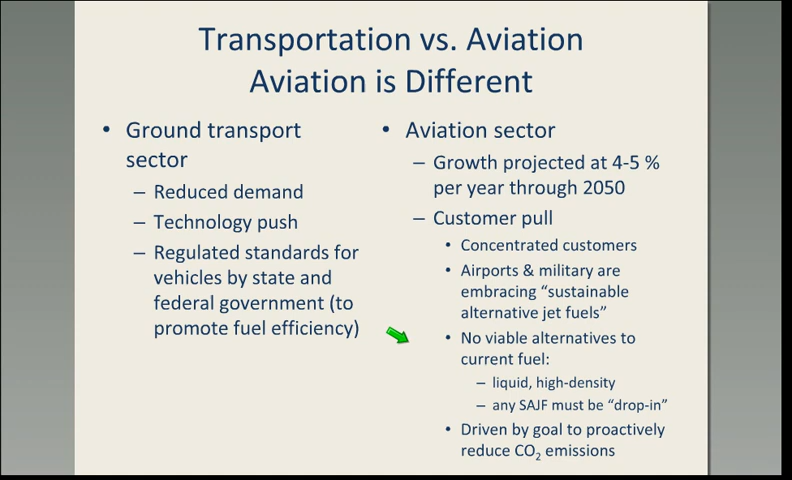 Transportation vs. Aviation
Aviation is Different
• Ground transport
sector
– Reduced demand
– Technology push
– Regulated standards for
vehicles by state and
federal government (to
promote fuel efficiency)
• Aviation sector
– Growth projected at 4-5 %
per year through 2050
– Customer pull
• Concentrated customers
• Airports & military are
embracing “sustainable
alternative jet fuels”
• No viable alternatives to
current fuel:
– liquid, high-density
– any SAJF must be “drop-in”
• Driven by goal to proactively
reduce CO₂ emissions